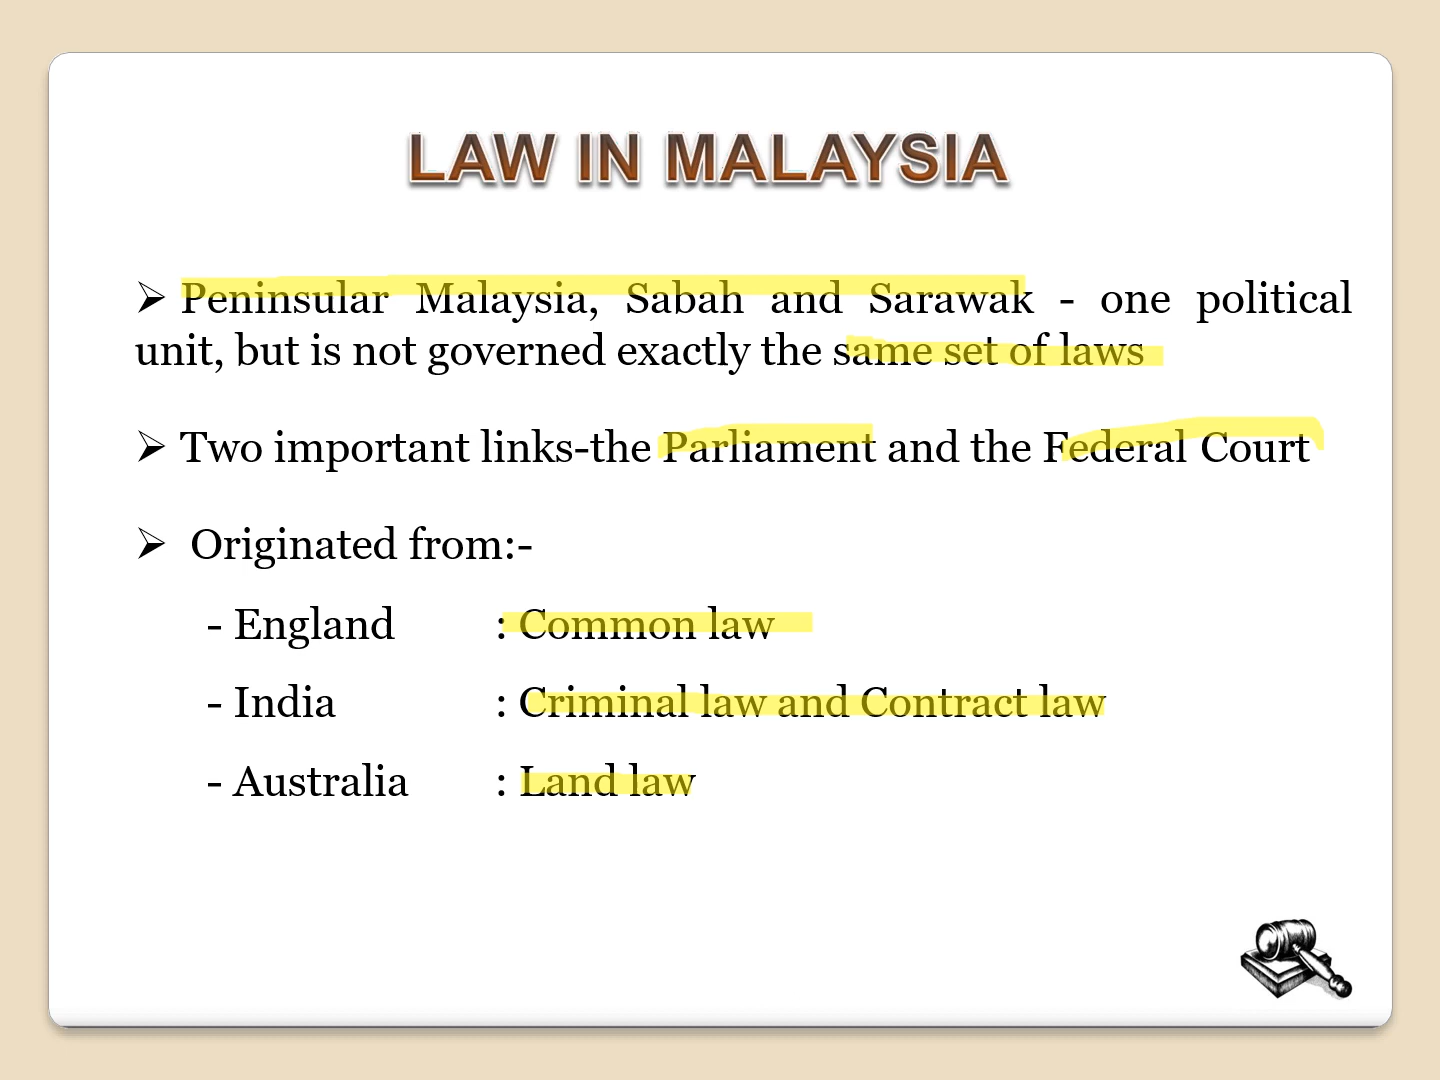 LAW IN MALAYSIA
➢ Peninsular Malaysia, Sabah and Sarawak - one political
unit, but is not governed exactly the same set of laws
➢ Two important links-the Parliament and the Federal Court
➢ Originated from:-
- England : Common law
- India : Criminal law and Contract law
- Australia : Land law